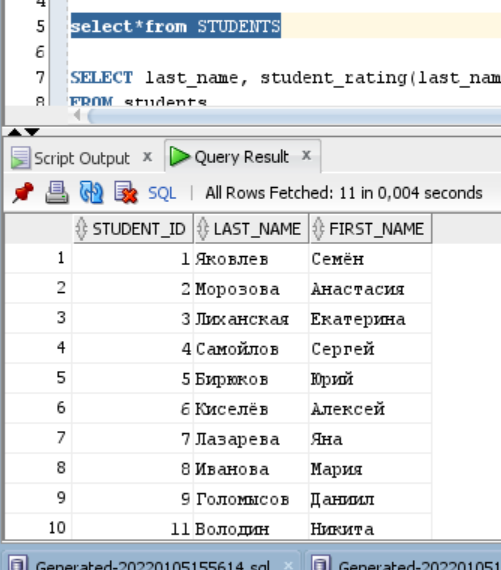 4
5 select*from STUDENTS
6
7 SELECT last_name, student_rating(last_nam
8 FROM students
Script Output x Query Result x
SQL | All Rows Fetched: 11 in 0,004 seconds
STUDENT_ID LAST_NAME FIRST_NAME
1 1 Яковлев Семён
2 2 Морозова Анастасия
3 3 Лиханская Екатерина
4 4 Самойлов Сергей
5 5 Бирюков Юрий
6 6 Киселёв Алексей
7 7 Лазарева Яна
8 8 Иванова Мария
9 9 Голомысов Даниил
10 11 Володин Никита
Generated-20220105155614.sql x Generated-202201051